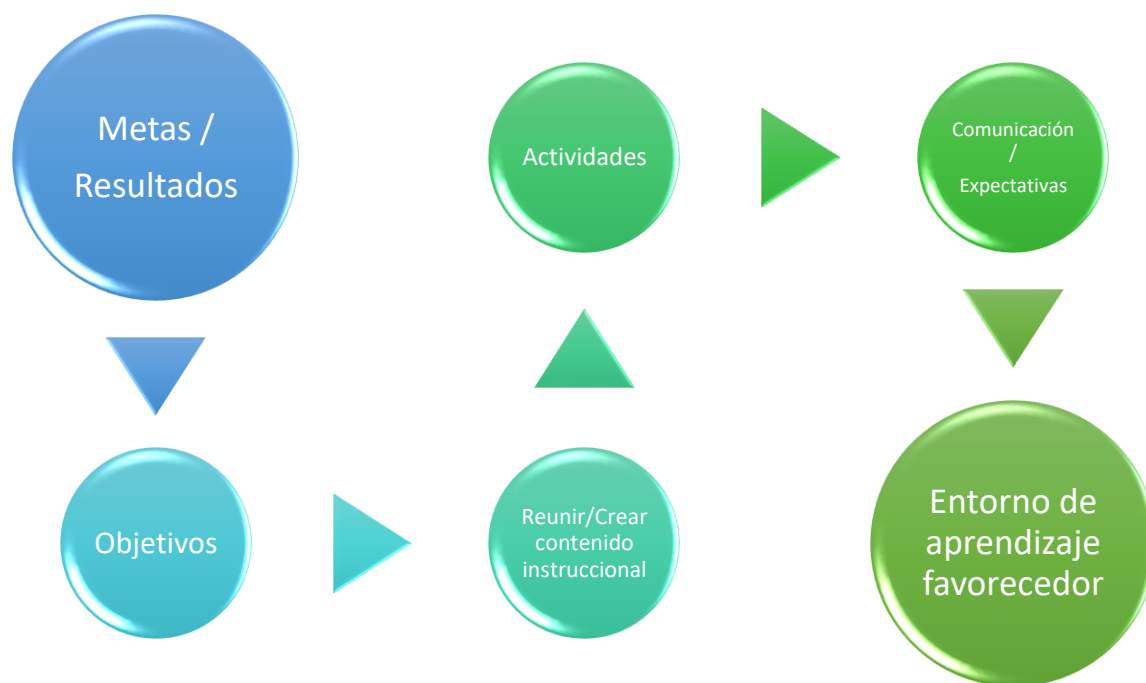 Metas /
Resultados
Objetivos
Reunir/Crear
contenido
instruccional
Actividades
Comunicación
/
Expectativas
Entorno de
aprendizaje
favorecedor